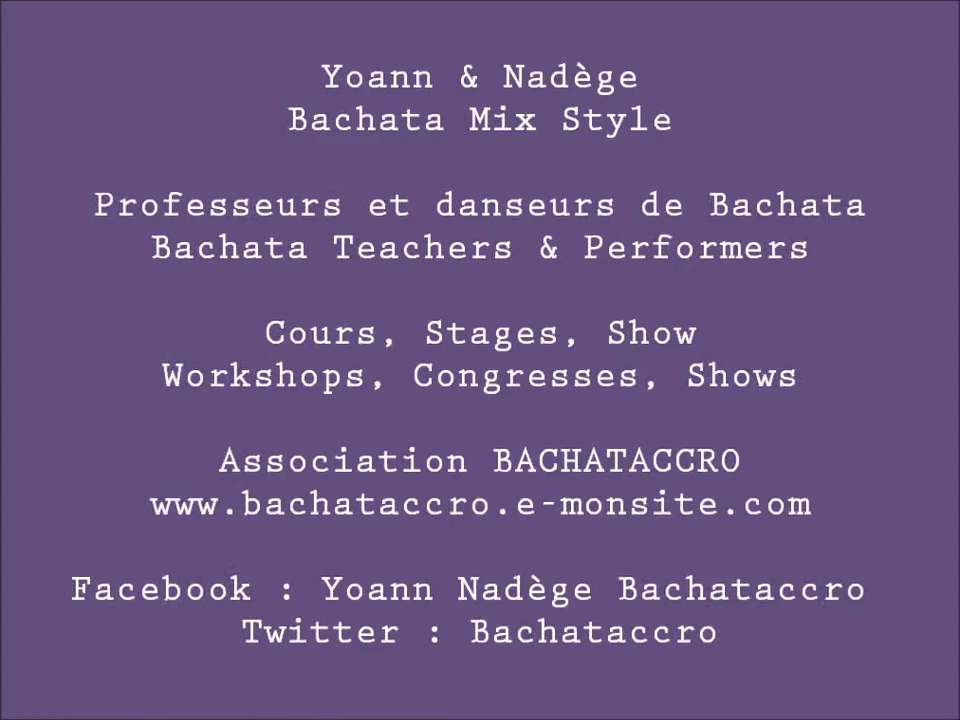 Yoann & Nadège
Bachata Mix Style
Professeurs et danseurs de Bachata
Bachata Teachers & Performers
Cours, Stages, Show
Workshops, Congresses, Shows
Association BACHATACCRO
www.bachataccro.e-monsite.com
Facebook : Yoann Nadège Bachataccro
Twitter : Bachataccro